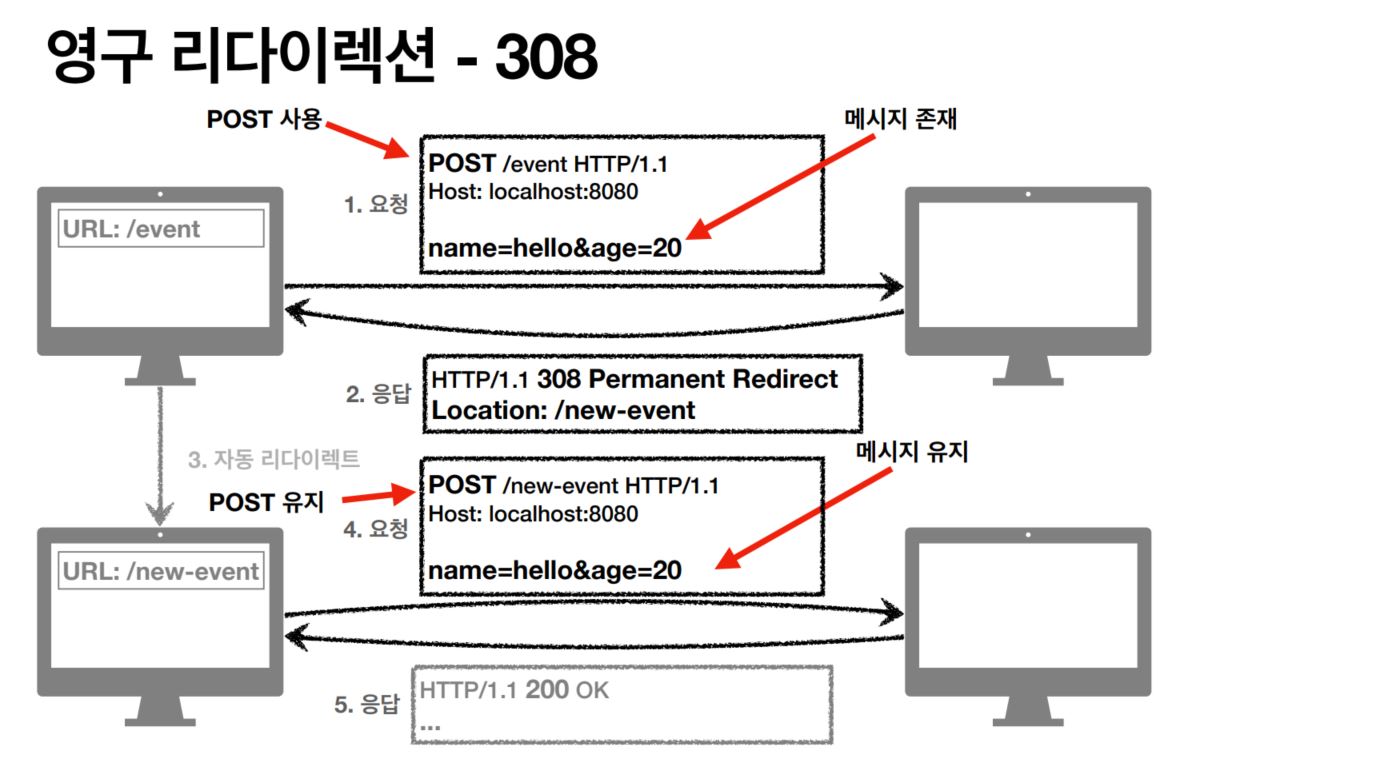 영구 리다이렉션 - 308
POST 사용
메시지 존재
1. 요청
POST /event HTTP/1.1
Host: localhost:8080
name=hello&age=20
URL: /event
2. 응답
HTTP/1.1 308 Permanent Redirect
Location: /new-event
3. 자동 리다이렉트
메시지 유지
POST 유지
4. 요청
POST /new-event HTTP/1.1
Host: localhost:8080
name=hello&age=20
URL: /new-event
5. 응답
HTTP/1.1 200 OK
...